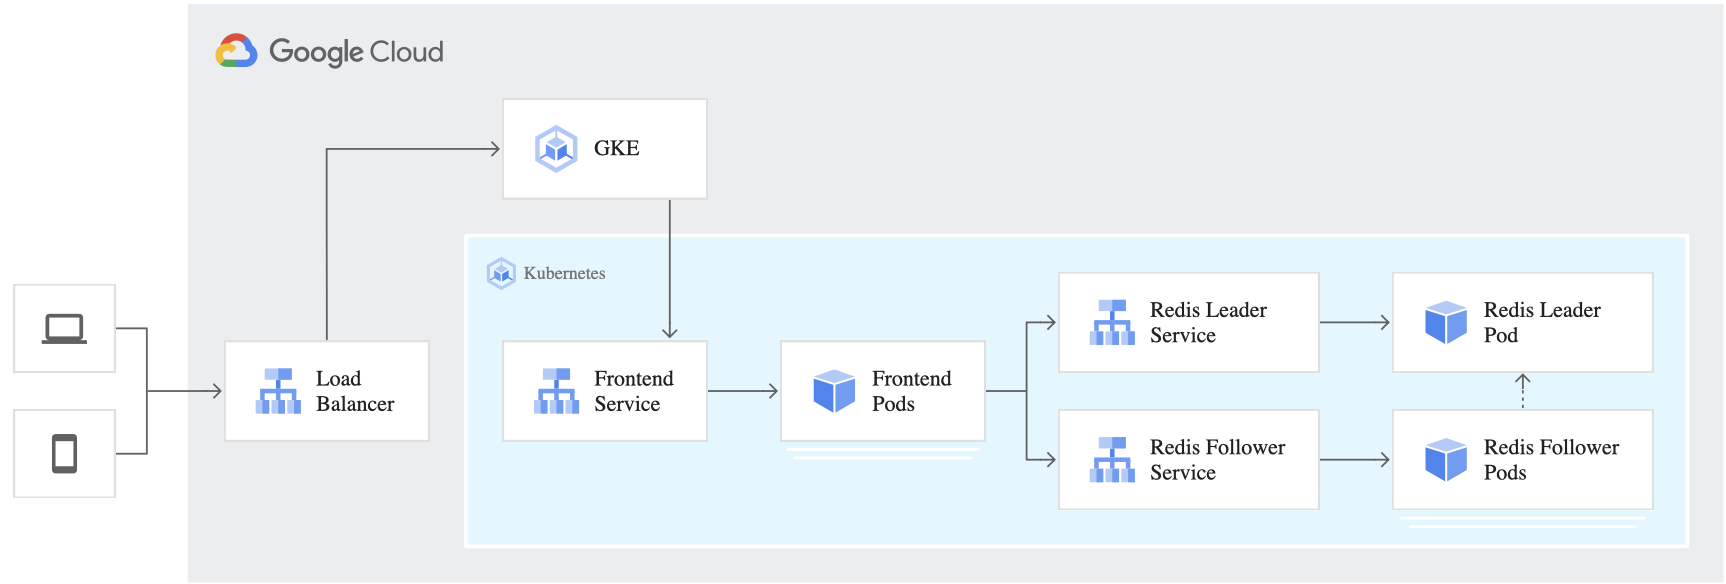 Google Cloud
GKE
Kubernetes
Load
Balancer
Frontend
Service
Frontend
Pods
Redis Leader
Service
Redis Leader
Pod
Redis Follower
Service
Redis Follower
Pods